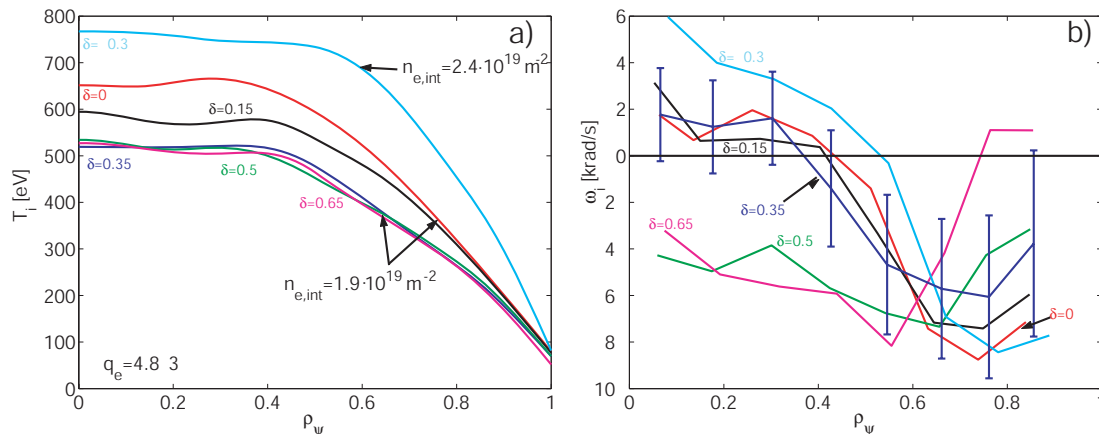 a)
800
700
600
500
400
300
200
100
0
T_i [eV]
δ= 0.3
n_{e,int}=2.4·10^{19} m^{-2}
δ=0
δ=0.15
δ=0.35
δ=0.5
δ=0.65
n_{e,int}=1.9·10^{19} m^{-2}
q_e=4.8 3
0 0.2 0.4 0.6 0.8 1
ρ_ψ
b)
6
4
2
0
2
4
6
8
10
ω_i [krad/s]
δ= 0.3
δ=0.15
δ=0.35
δ=0.65
δ=0.5
δ=0
0 0.2 0.4 0.6 0.8 1
ρ_ψ